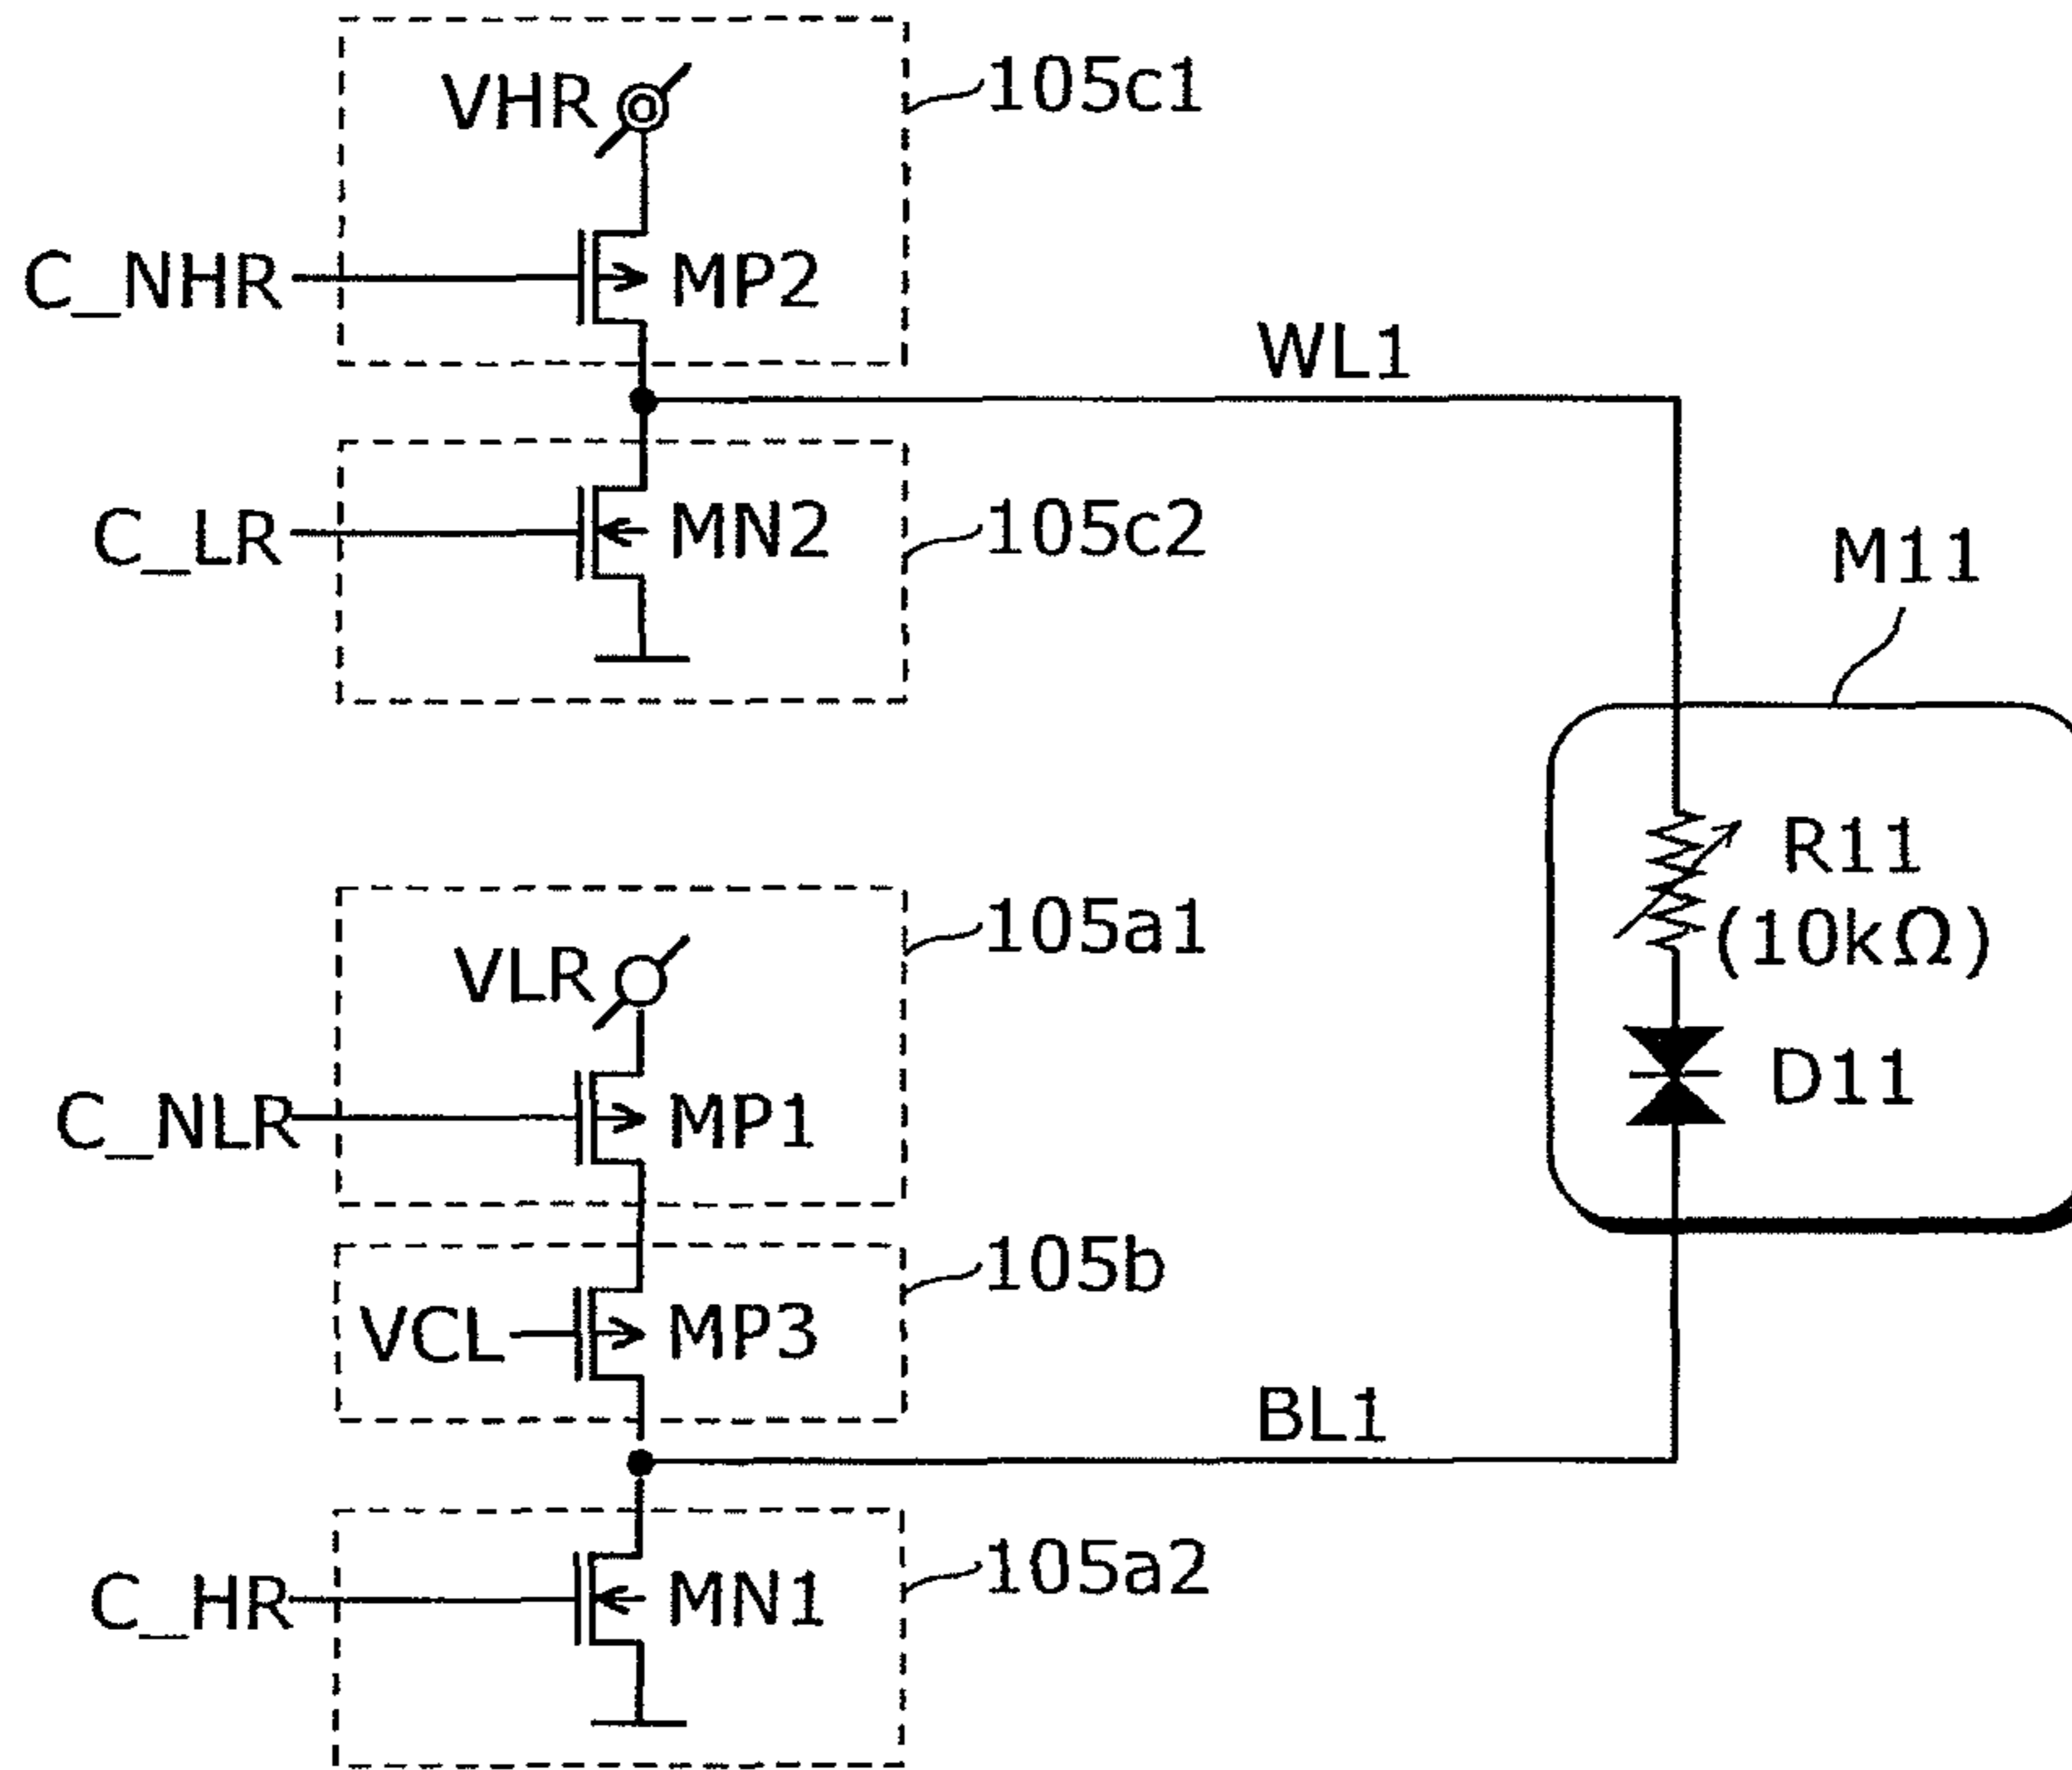 VHR
105c1
C_NHR
MP2
WL1
C_LR
MN2
105c2
M11
R11
(10kΩ)
VLR
105a1
D11
C_NLR
MP1
105b
VCL
MP3
BL1
C_HR
MN1
105a2